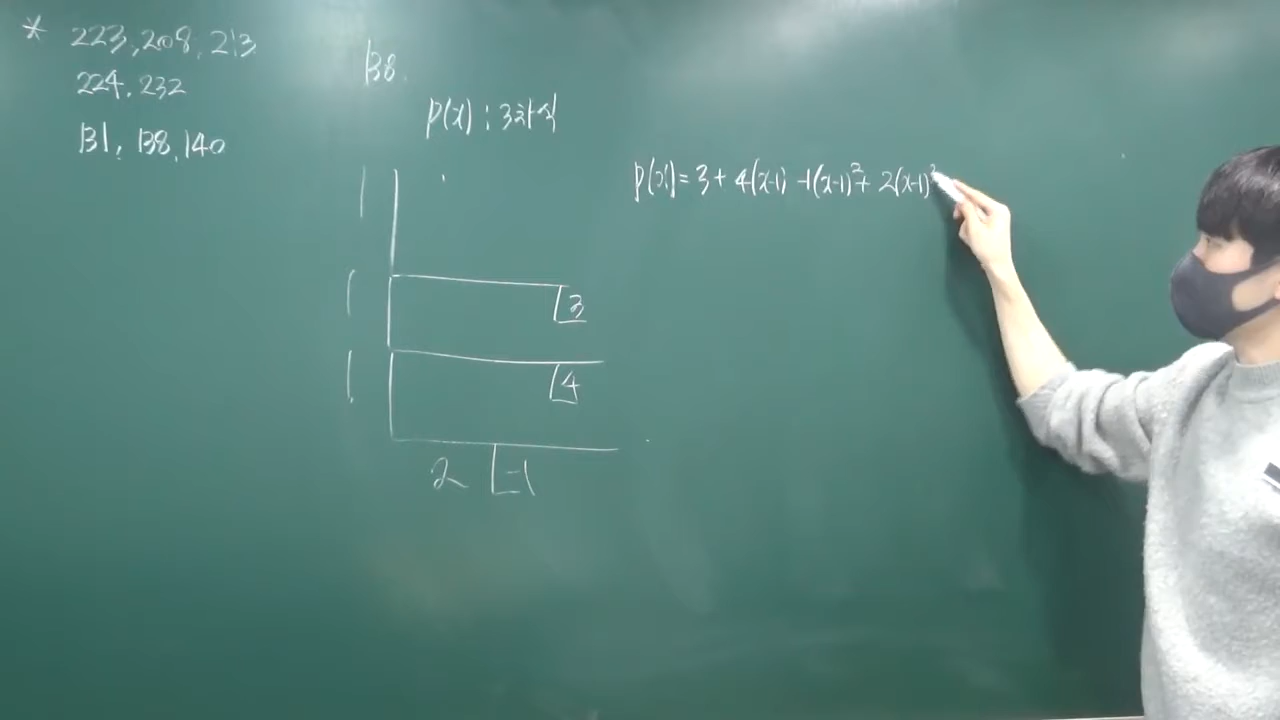 * 223, 208, 213
224, 232
131, 138, 140
138.
p(x) : 3차식
p(x) = 3 + 4(x-1) -1(x-1)² + 2(x-1)³
1
1 3
1 4
2 -1